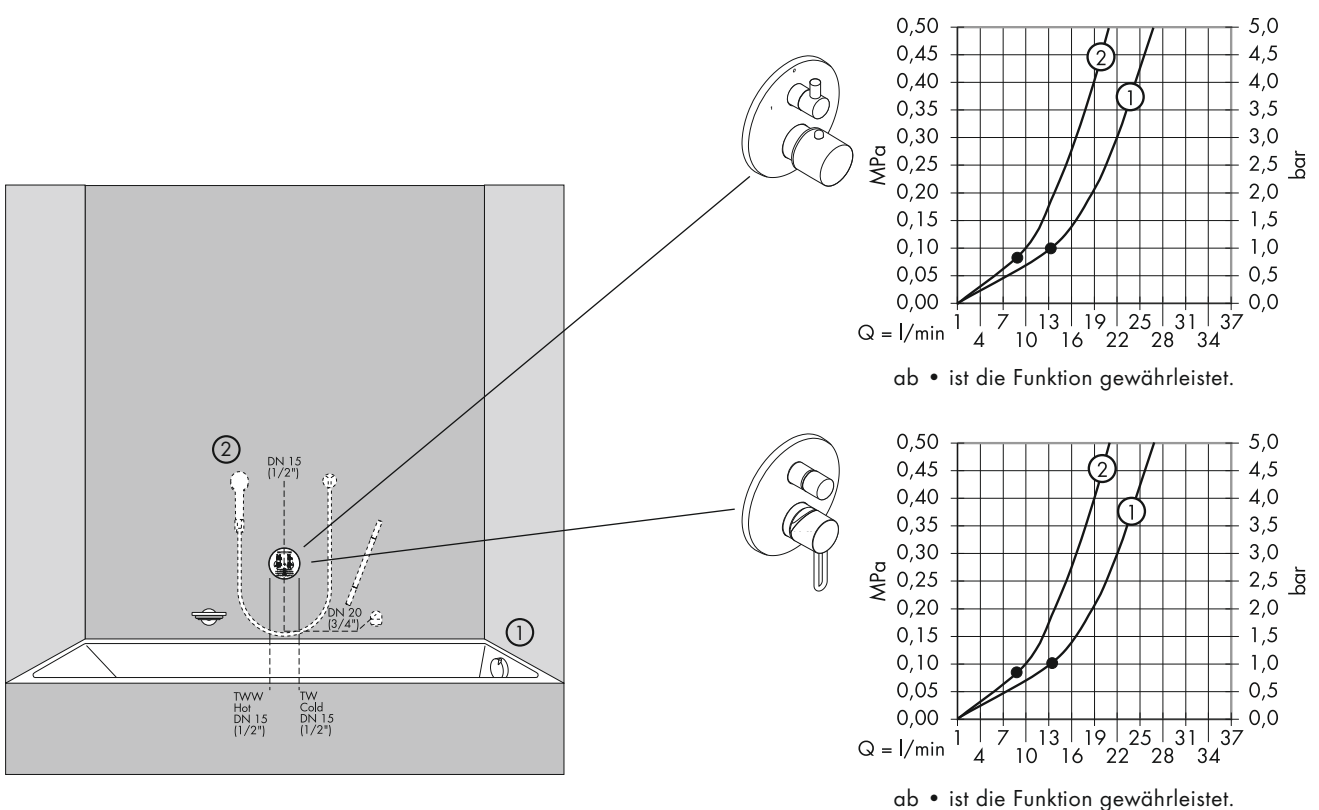 2
DN 15
(1/2")
DN 20
(3/4")
1
TWW
Hot
DN 15
(1/2")
TW
Cold
DN 15
(1/2")
0,50
0,45
0,40
0,35
0,30
0,25
0,20
0,15
0,10
0,05
0,00
MPa
2
1
5,0
4,5
4,0
3,5
3,0
2,5
2,0
1,5
1,0
0,5
0,0
bar
Q = l/min
1 7 13 19 25 31 37
4 10 16 22 28 34
ab • ist die Funktion gewährleistet.
0,50
0,45
0,40
0,35
0,30
0,25
0,20
0,15
0,10
0,05
0,00
MPa
2
1
5,0
4,5
4,0
3,5
3,0
2,5
2,0
1,5
1,0
0,5
0,0
bar
Q = l/min
1 7 13 19 25 31 37
4 10 16 22 28 34
ab • ist die Funktion gewährleistet.